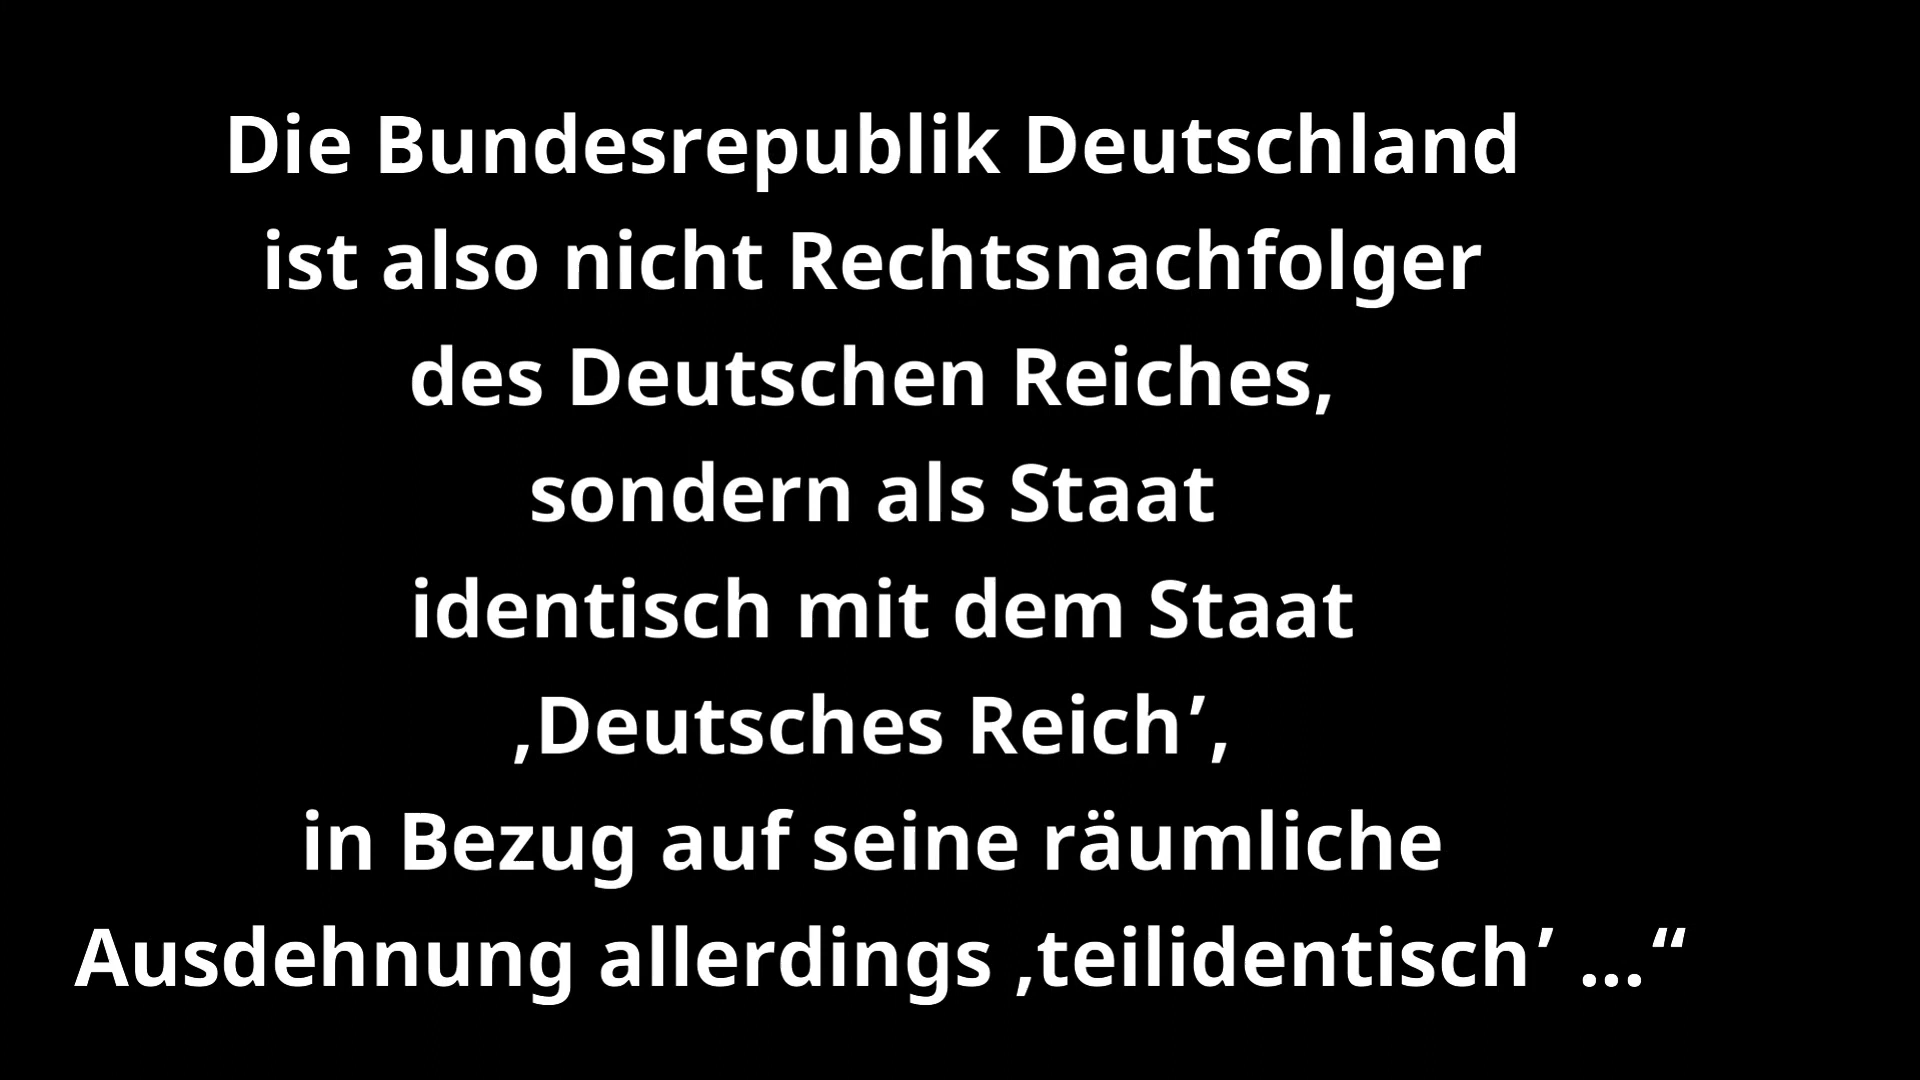 Die Bundesrepublik Deutschland
ist also nicht Rechtsnachfolger
des Deutschen Reiches,
sondern als Staat
identisch mit dem Staat
‚Deutsches Reich’,
in Bezug auf seine räumliche
Ausdehnung allerdings ‚teilidentisch’ ...“